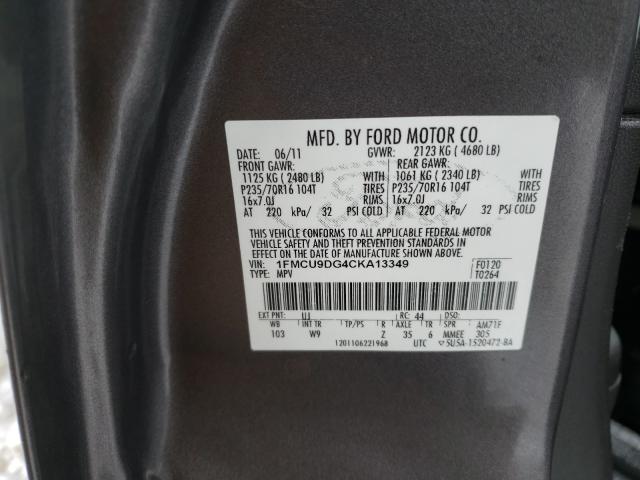 MFD. BY FORD MOTOR CO.
DATE: 06/11 GVWR: 2123 KG ( 4680 LB)
FRONT GAWR: REAR GAWR:
1125 KG ( 2480 LB) WITH 1061 KG ( 2340 LB)
P235/70R16 104T TIRES P235/70R16 104T
16x7.0J RIMS 16x7.0J RIMS
AT 220 kPa/ 32 PSI COLD AT 220 kPa/ 32 PSI COLD
WITH
TIRES
THIS VEHICLE CONFORMS TO ALL APPLICABLE FEDERAL MOTOR
VEHICLE SAFETY AND THEFT PREVENTION STANDARDS IN
EFFECT ON THE DATE OF MANUFACTURE SHOWN ABOVE.
VIN: 1FMCU9DG4CKA13349 F0120
TYPE: MPV T0264
EXT PNT: UJ RC: 44 DSO:
WB INT TR TP/PS R AXLE TR SPR AM71F
103 W9 Z 35 6 MMEE 305
1201106221968 UTC 5U5A-1520472-BA